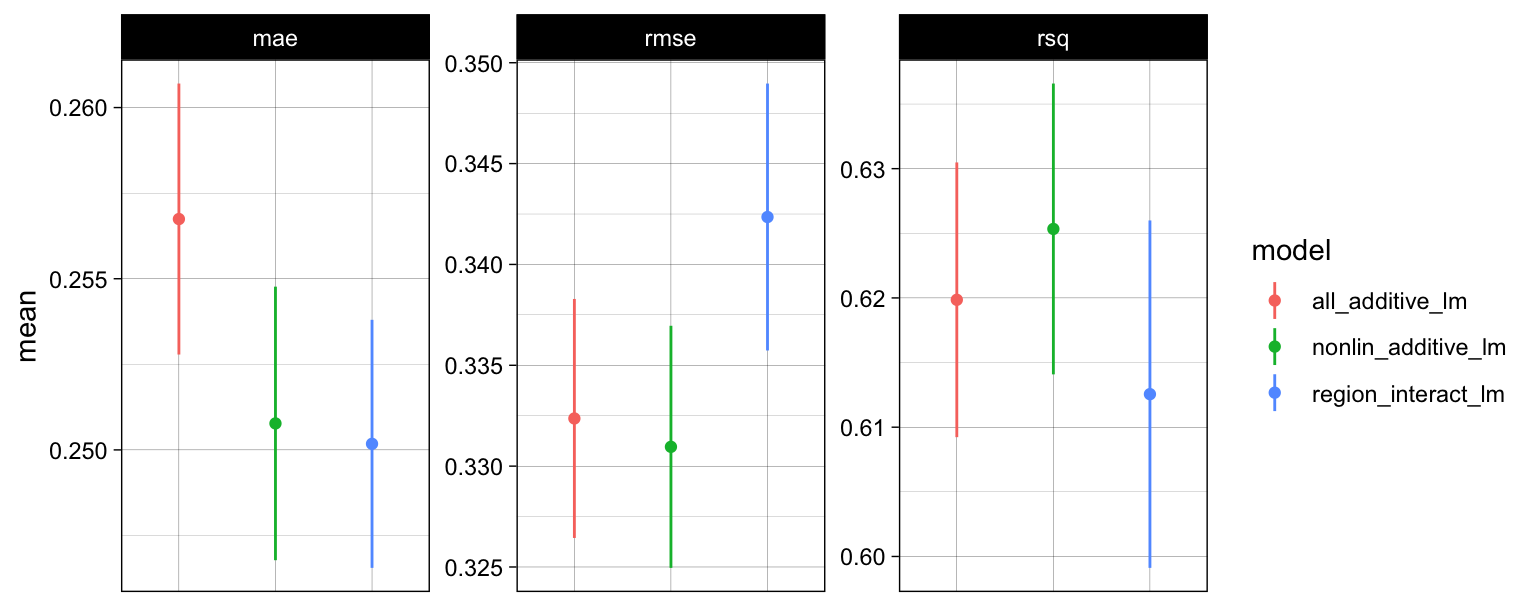 mae
rmse
rsq
mean
0.260
0.255
0.250
0.350
0.345
0.340
0.335
0.330
0.325
0.63
0.62
0.61
0.60
model
all_additive_lm
nonlin_additive_lm
region_interact_lm